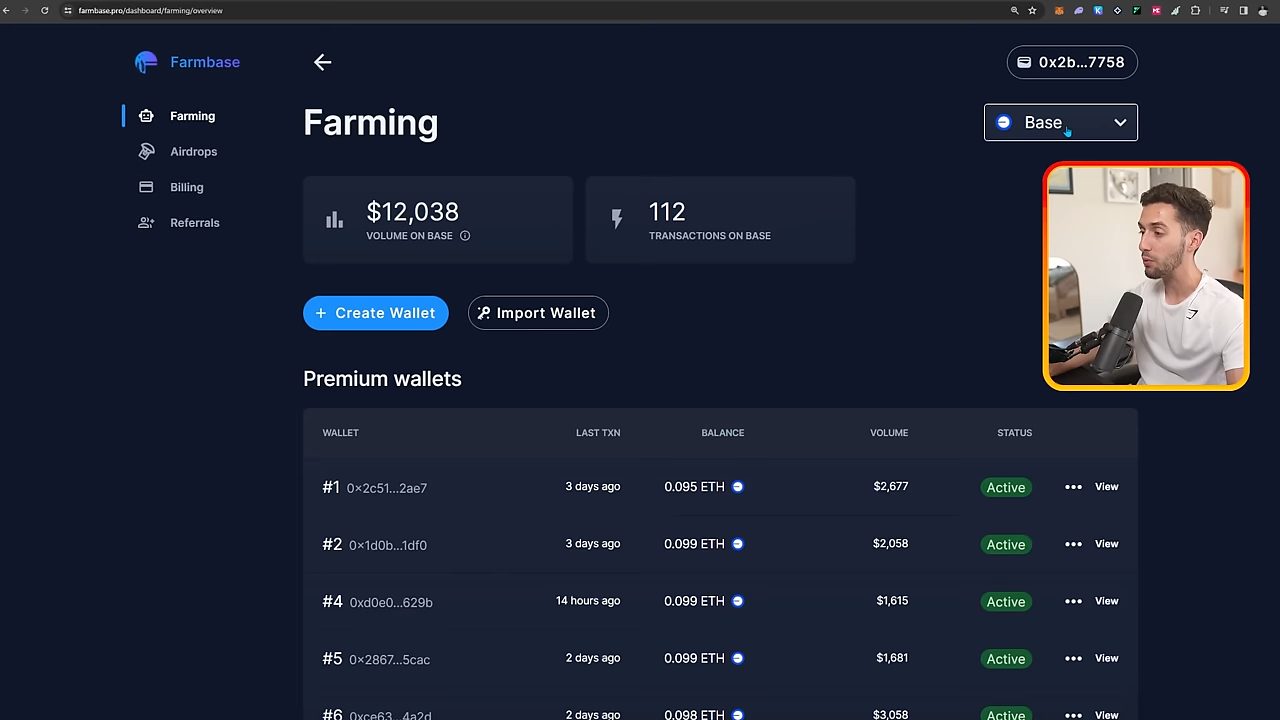 farmbase.pro/dashboard/farming/overview
Farmbase
0x2b...7758
Farming
Airdrops
Billing
Referrals
Farming
Base
$12,038
VOLUME ON BASE
112
TRANSACTIONS ON BASE
+ Create Wallet
Import Wallet
Premium wallets
WALLET LAST TXN BALANCE VOLUME STATUS
#1 0x2c51...2ae7 3 days ago 0.095 ETH $2,677 Active ••• View
#2 0x1d0b...1df0 3 days ago 0.099 ETH $2,058 Active ••• View
#4 0xd0e0...629b 14 hours ago 0.099 ETH $1,615 Active ••• View
#5 0x2867...5cac 2 days ago 0.099 ETH $1,681 Active ••• View
#6 0xce63...4a2d 2 days ago 0.098 ETH $3,058 Active ••• View